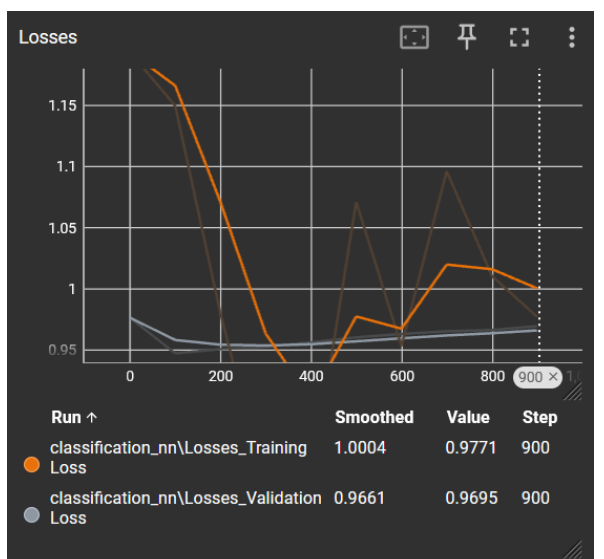 Losses
1.15
1.1
1.05
1
0.95
0 200 400 600 800 900 ×
Run ↑ Smoothed Value Step
classification_nn\Losses_Training 1.0004 0.9771 900
Loss
classification_nn\Losses_Validation 0.9661 0.9695 900
Loss